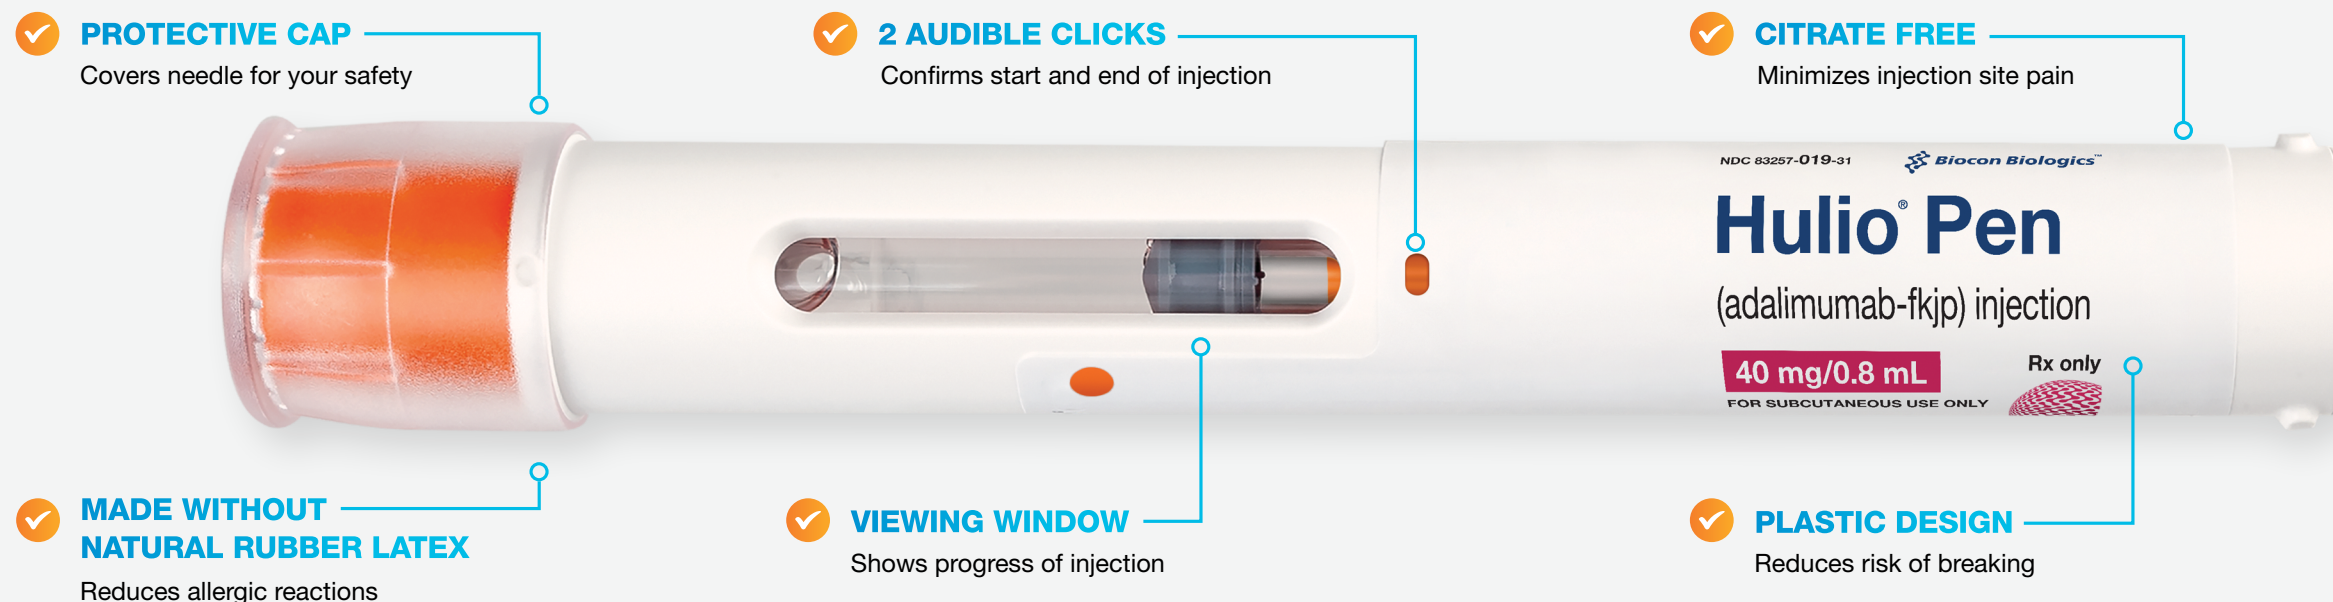 PROTECTIVE CAP
Covers needle for your safety
2 AUDIBLE CLICKS
Confirms start and end of injection
CITRATE FREE
Minimizes injection site pain
NDC 83257-019-31
Biocon Biologics™
Hulio® Pen
(adalimumab-fkjp) injection
40 mg/0.8 mL
Rx only
FOR SUBCUTANEOUS USE ONLY
MADE WITHOUT
NATURAL RUBBER LATEX
Reduces allergic reactions
VIEWING WINDOW
Shows progress of injection
PLASTIC DESIGN
Reduces risk of breaking